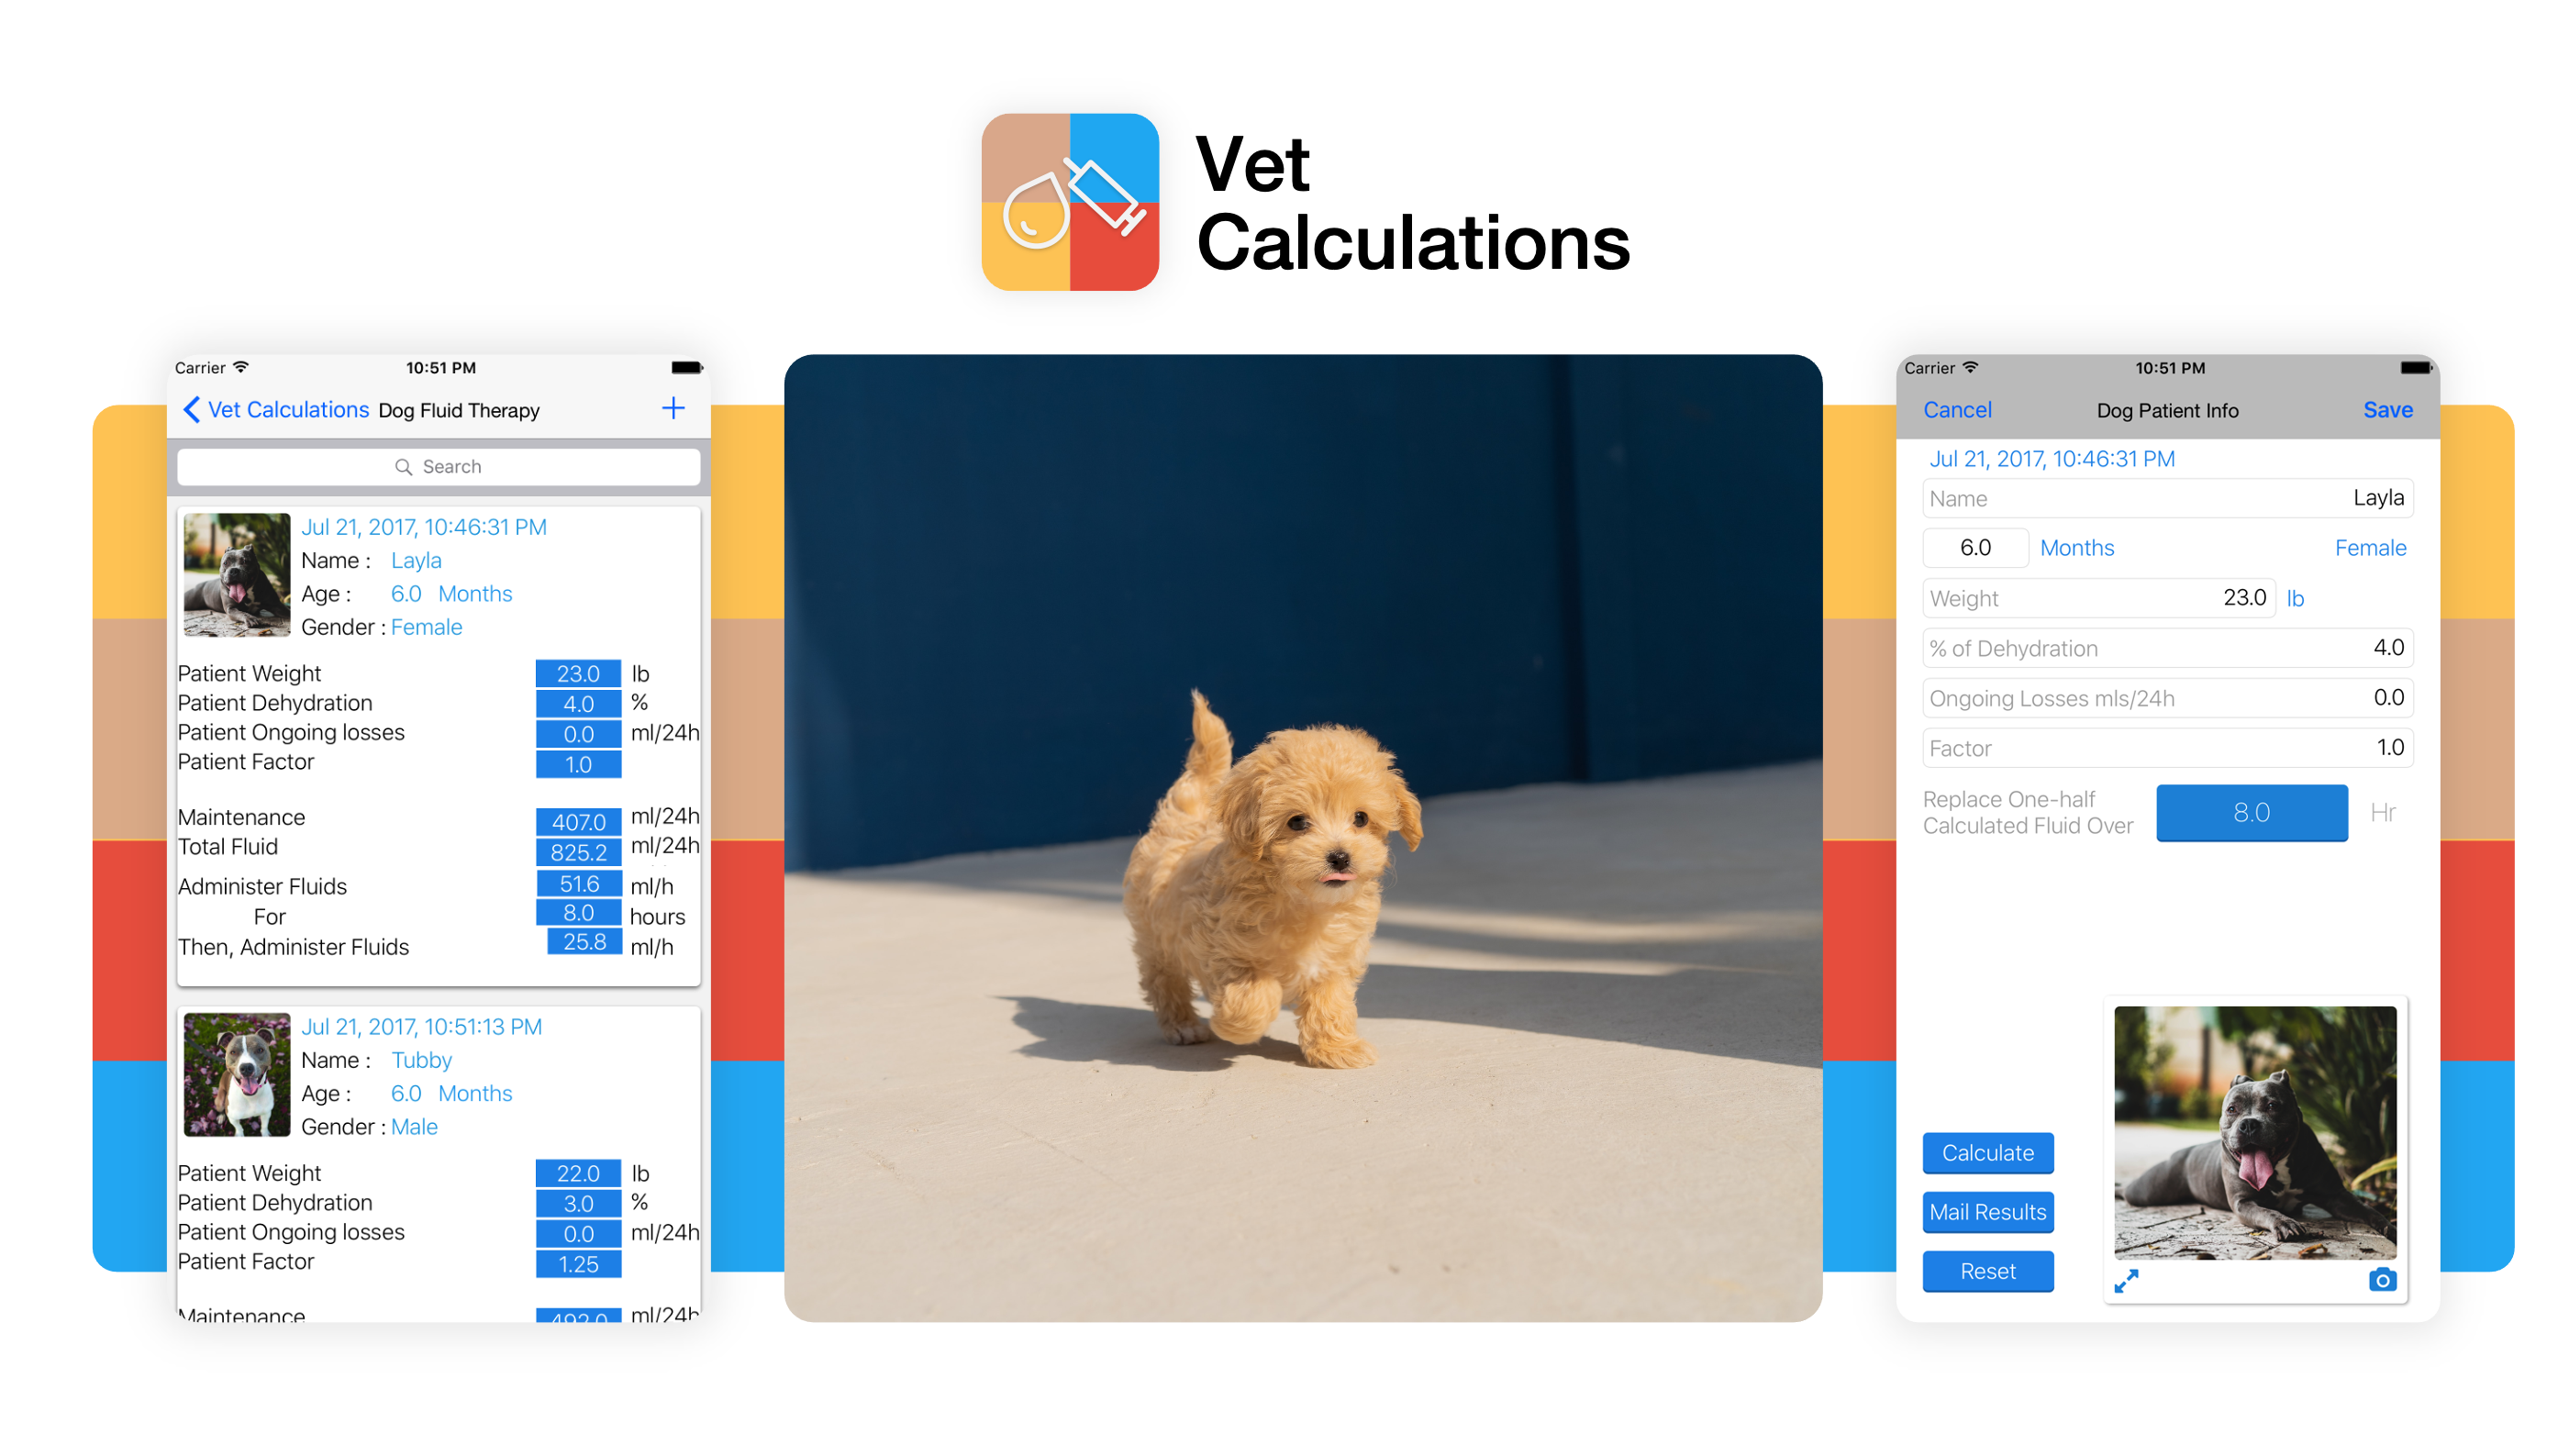 Vet
Calculations
Carrier 10:51 PM
Vet Calculations Dog Fluid Therapy +
Search
Jul 21, 2017, 10:46:31 PM
Name : Layla
Age : 6.0 Months
Gender : Female
Patient Weight 23.0 lb
Patient Dehydration 4.0 %
Patient Ongoing losses 0.0 ml/24h
Patient Factor 1.0
Maintenance 407.0 ml/24h
Total Fluid 825.2 ml/24h
Administer Fluids 51.6 ml/h
For 8.0 hours
Then, Administer Fluids 25.8 ml/h
Jul 21, 2017, 10:51:13 PM
Name : Tubby
Age : 6.0 Months
Gender : Male
Patient Weight 22.0 lb
Patient Dehydration 3.0 %
Patient Ongoing losses 0.0 ml/24h
Patient Factor 1.25
Maintenance 492.0 ml/24h
Carrier 10:51 PM
Cancel Dog Patient Info Save
Jul 21, 2017, 10:46:31 PM
Name Layla
6.0 Months Female
Weight 23.0 lb
% of Dehydration 4.0
Ongoing Losses mls/24h 0.0
Factor 1.0
Replace One-half
Calculated Fluid Over 8.0 Hr
Calculate
Mail Results
Reset